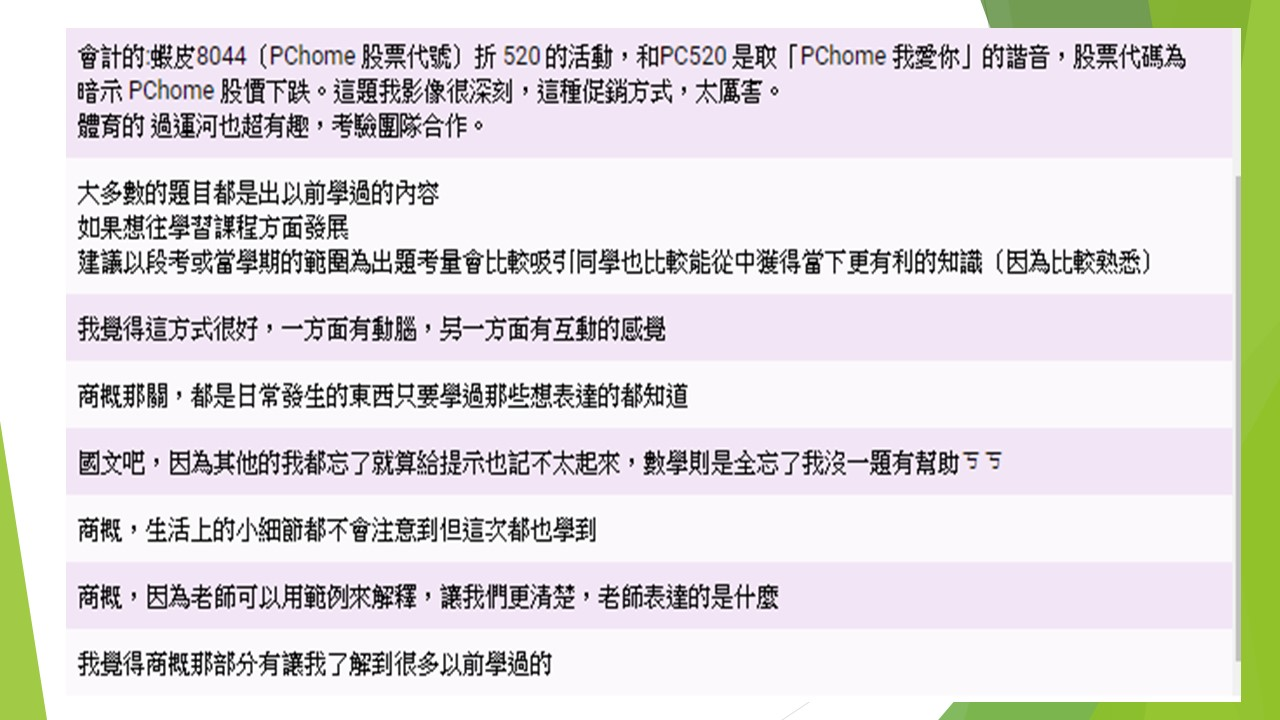 會計的:蝦皮8044〔PChome 股票代號〕折 520 的活動，和PC520 是取「PChome 我愛你」的諧音，股票代碼為
暗示 PChome 股價下跌。這題我影像很深刻，這種促銷方式，太厲害。
體育的 過運河也超有趣，考驗團隊合作。
大多數的題目都是出以前學過的內容
如果想往學習課程方面發展
建議以段考或當學期的範圍為出題考量會比較吸引同學也比較能從中獲得當下更有利的知識〔因為比較熟悉〕
我覺得這方式很好，一方面有動腦，另一方面有互動的感覺
商概那關，都是日常發生的東西只要學過那些想表達的都知道
國文吧，因為其他的我都忘了就算給提示也記不太起來，數學則是全忘了我沒一題有幫助ㄎㄎ
商概，生活上的小細節都不會注意到但這次都也學到
商概，因為老師可以用範例來解釋，讓我們更清楚，老師表達的是什麼
我覺得商概那部分有讓我了解到很多以前學過的